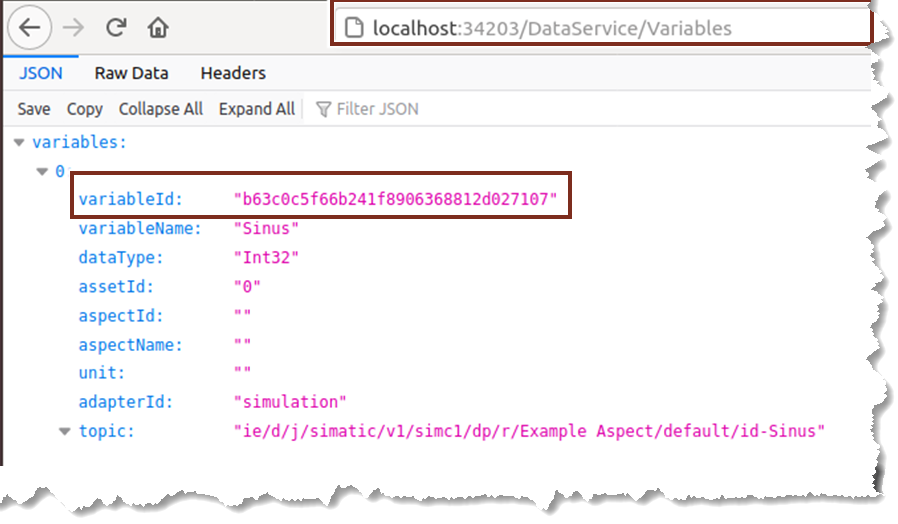 localhost:34203/DataService/Variables
JSON Raw Data Headers
Save Copy Collapse All Expand All Filter JSON
variables:
0
variableId: "b63c0c5f66b241f8906368812d027107"
variableName: "Sinus"
dataType: "Int32"
assetId: "0"
aspectId: ""
aspectName: ""
unit: ""
adapterId: "simulation"
topic: "ie/d/j/simatic/v1/simc1/dp/r/Example Aspect/default/id-Sinus"